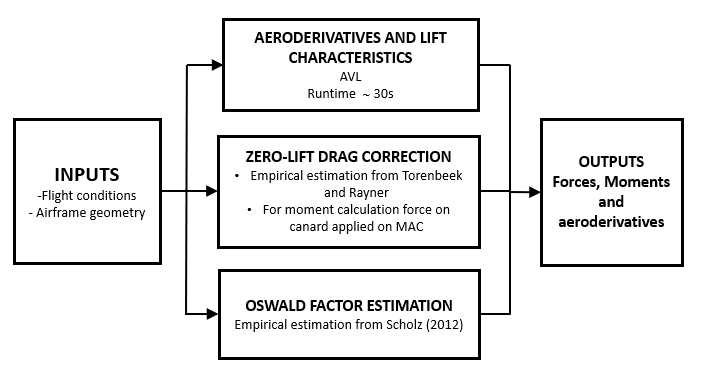 AERODERIVATIVES AND LIFT
CHARACTERISTICS
AVL
Runtime ~ 30s
INPUTS
-Flight conditions
- Airframe geometry
ZERO-LIFT DRAG CORRECTION
• Empirical estimation from Torenbeek
and Rayner
• For moment calculation force on
canard applied on MAC
OSWALD FACTOR ESTIMATION
Empirical estimation from Scholz (2012)
OUTPUTS
Forces, Moments
and
aeroderivatives